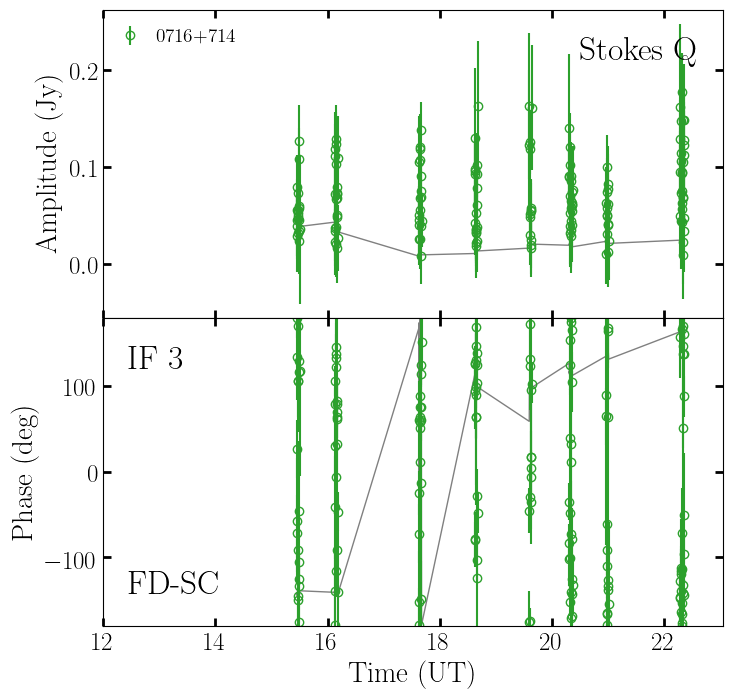 0716+714
Stokes Q
Amplitude (Jy)
0.2
0.1
0.0
IF 3
FD-SC
Phase (deg)
100
0
−100
12 14 16 18 20 22
Time (UT)